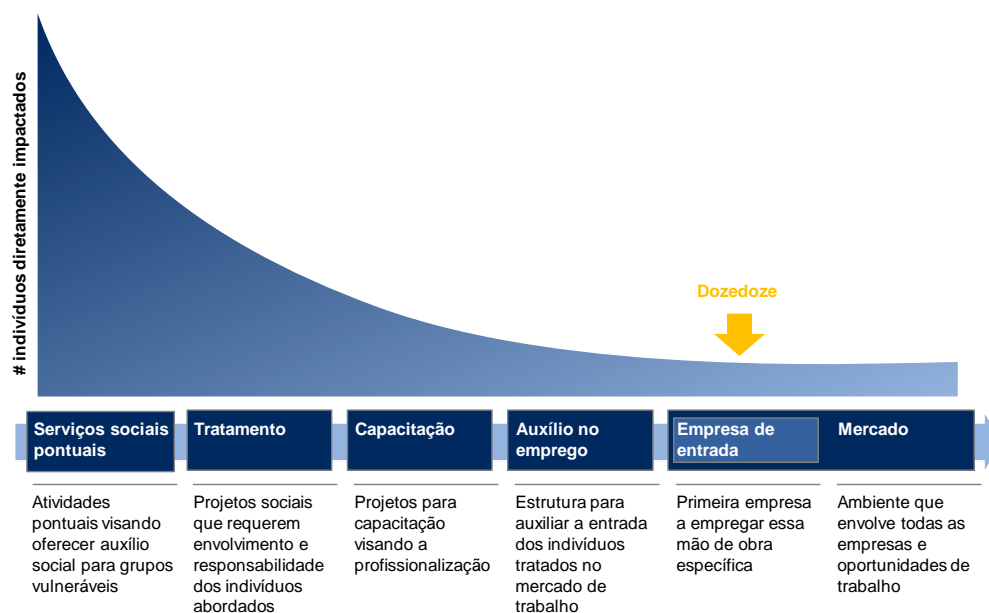 # indivíduos diretamente impactados
Dozedoze
Serviços sociais
pontuais
Tratamento
Capacitação
Auxílio no
emprego
Empresa de
entrada
Mercado
Atividades
pontuais visando
oferecer auxílio
social para grupos
vulneráveis
Projetos sociais
que requerem
envolvimento e
responsabilidade
dos indivíduos
abordados
Projetos para
capacitação
visando a
profissionalização
Estrutura para
auxiliar a entrada
dos indivíduos
tratados no
mercado de
trabalho
Primeira empresa
a empregar essa
mão de obra
específica
Ambiente que
envolve todas as
empresas e
oportunidades de
trabalho